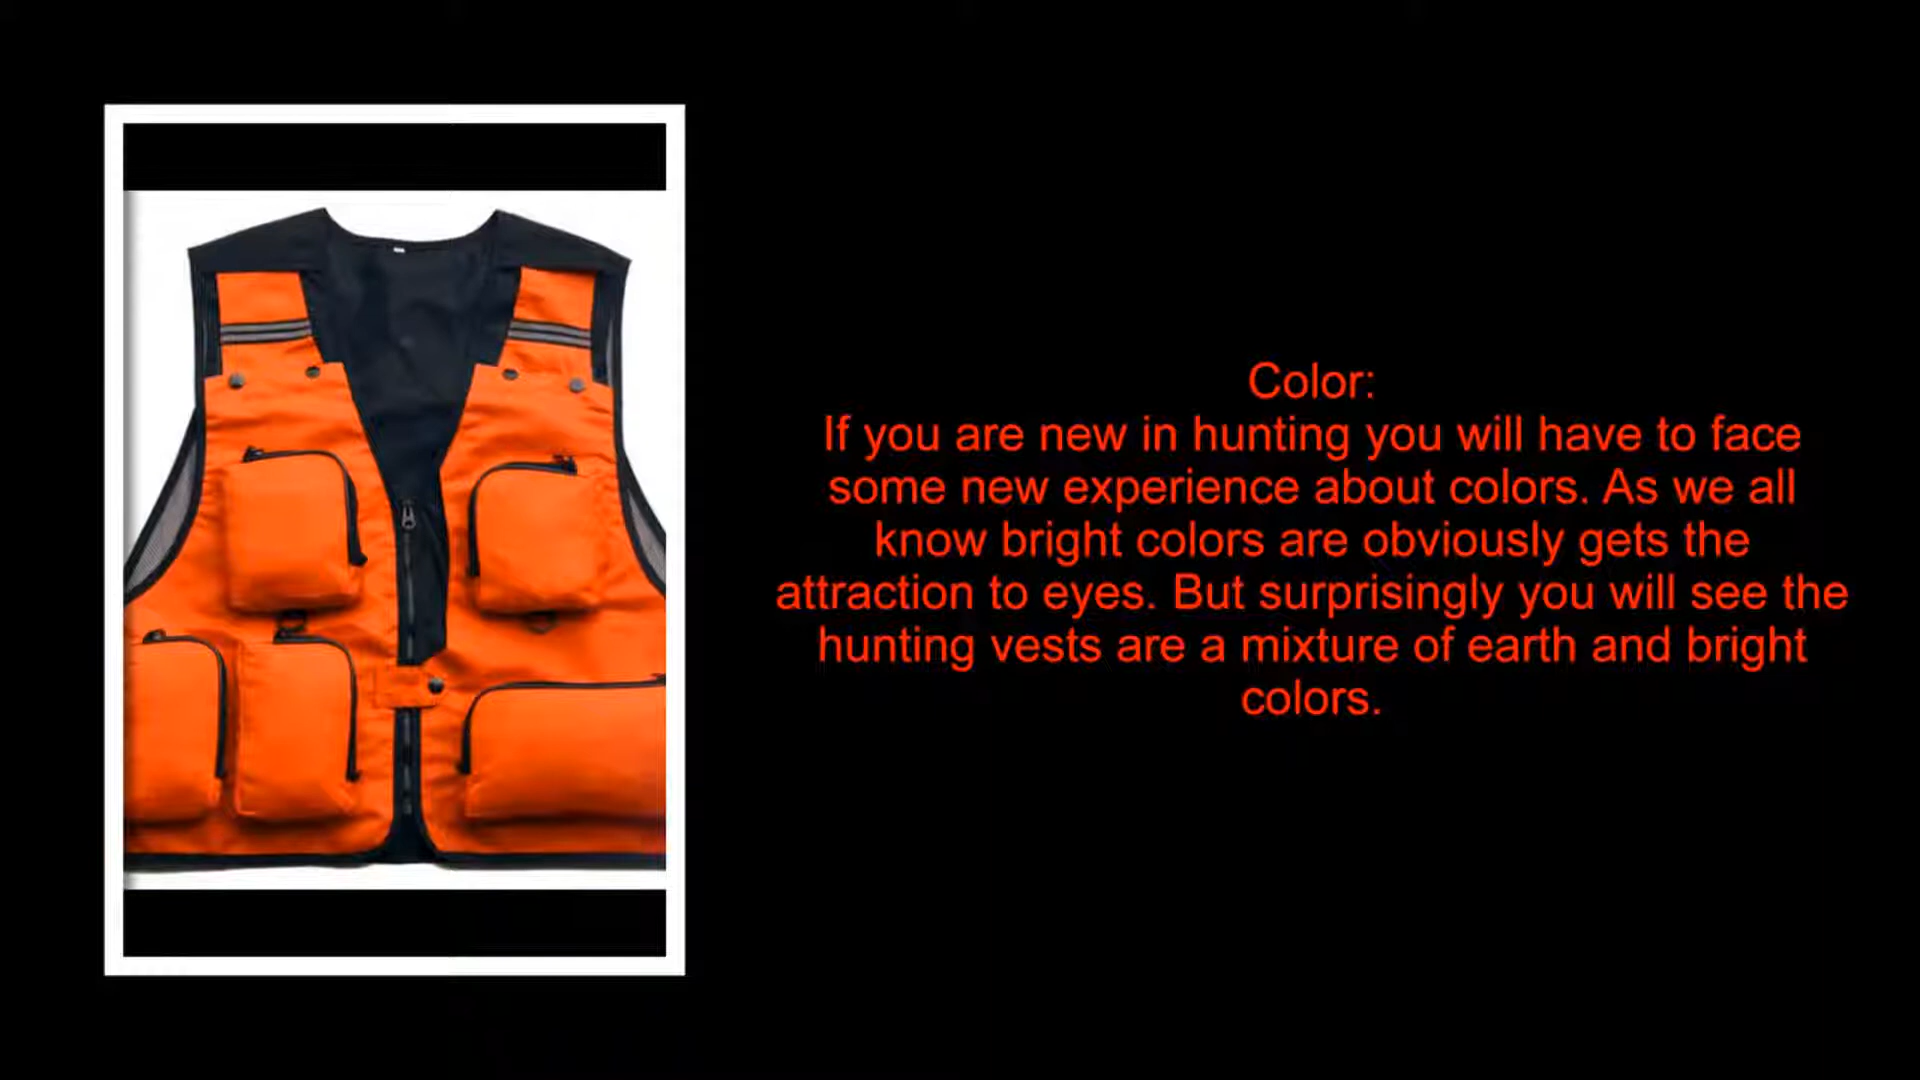 Color:
If you are new in hunting you will have to face
some new experience about colors. As we all
know bright colors are obviously gets the
attraction to eyes. But surprisingly you will see the
hunting vests are a mixture of earth and bright
colors.